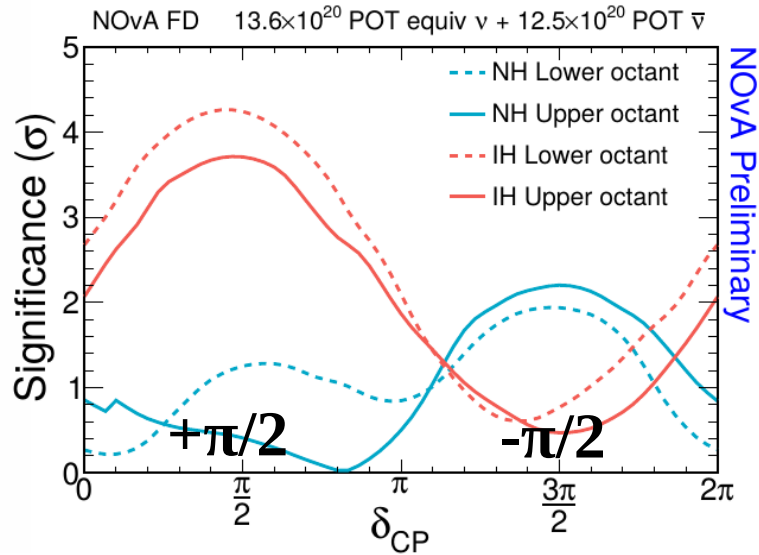 NOvA FD 13.6×10²⁰ POT equiv ν + 12.5×10²⁰ POT ν̅
5
4
3
2
1
0
Significance (σ)
NH Lower octant
NH Upper octant
IH Lower octant
IH Upper octant
NOvA Preliminary
+π/2
-π/2
0
π/2
π
3π/2
2π
δCP